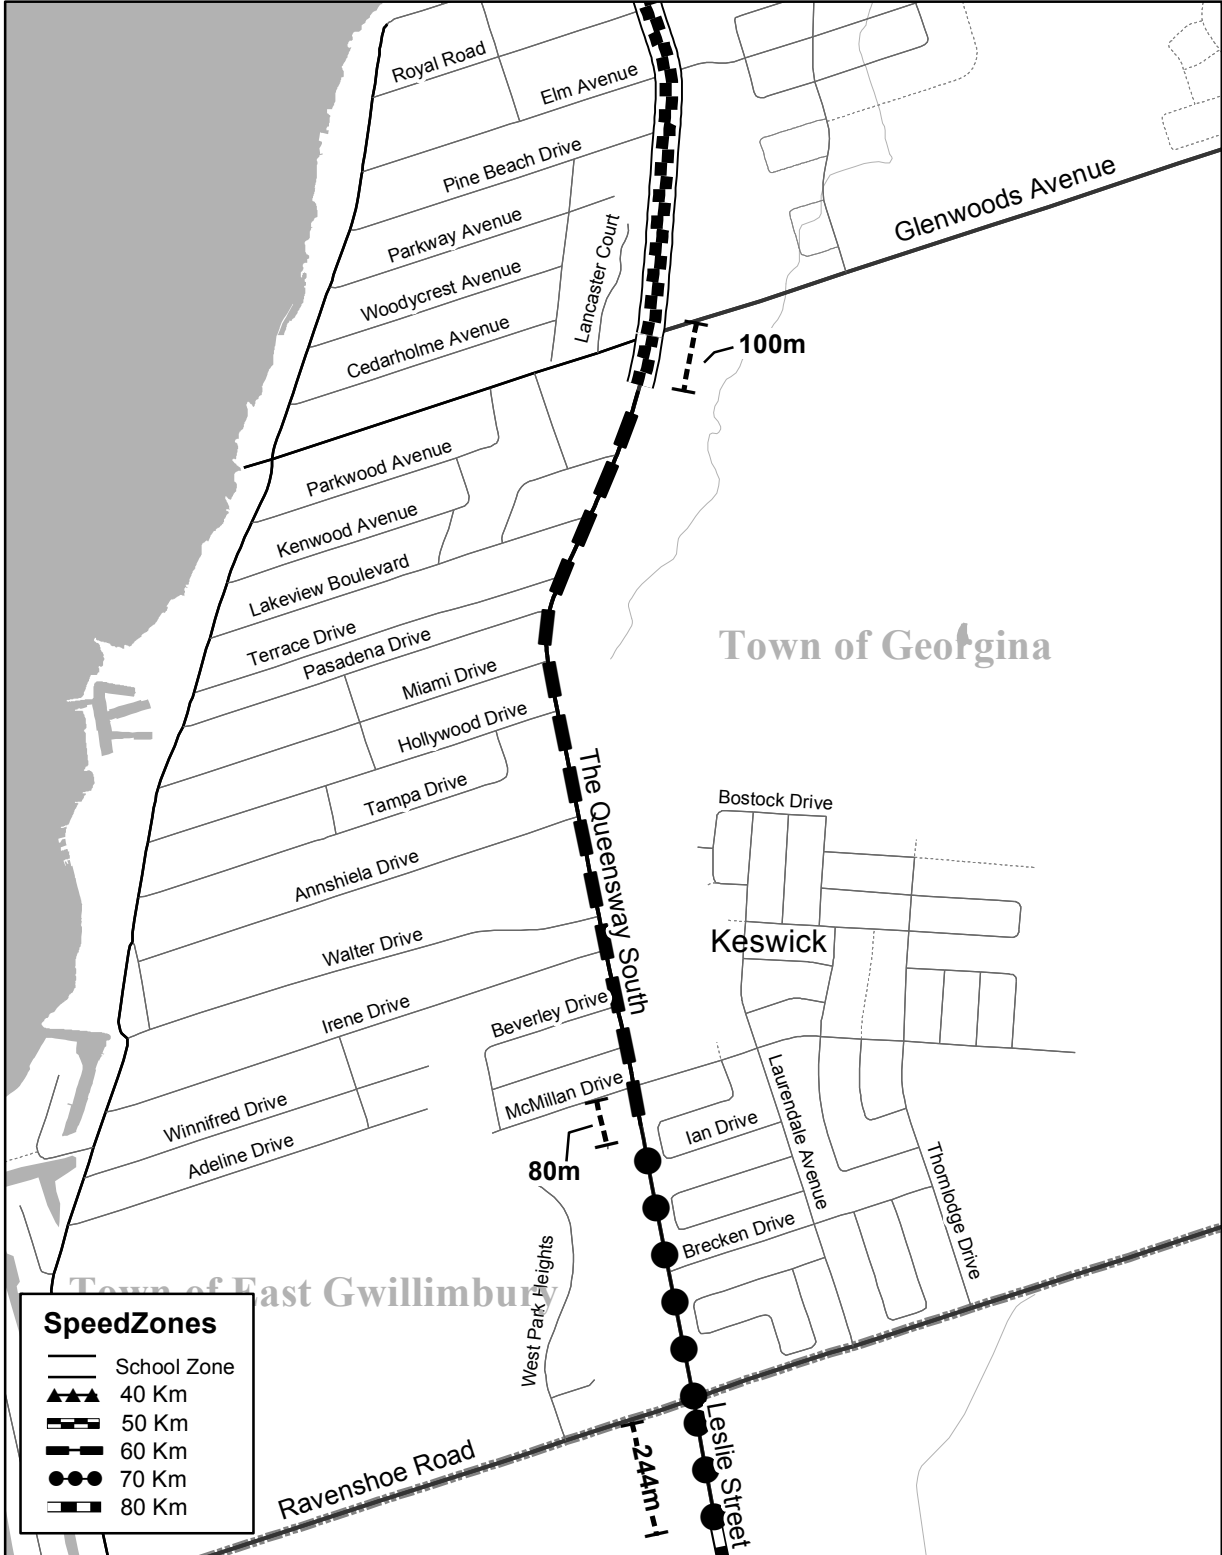 Royal Road
Elm Avenue
Pine Beach Drive
Glenwoods Avenue
Parkway Avenue
Lancaster Court
Woodycrest Avenue
Cedarholme Avenue
100m
Parkwood Avenue
Kenwood Avenue
Lakeview Boulevard
Terrace Drive
Pasadena Drive
Town of Georgina
Miami Drive
Hollywood Drive
Tampa Drive
The Queensway South
Bostock Drive
Annshiela Drive
Walter Drive
Keswick
Irene Drive
Beverley Drive
McMillan Drive
Winnifred Drive
Adeline Drive
Ian Drive
Laurendale Avenue
80m
Thornlodge Drive
Brecken Drive
West Park Heights
Town of East Gwillimbury
SpeedZones
School Zone
40 Km
50 Km
60 Km
70 Km
80 Km
Ravenshoe Road
244m
Leslie Street